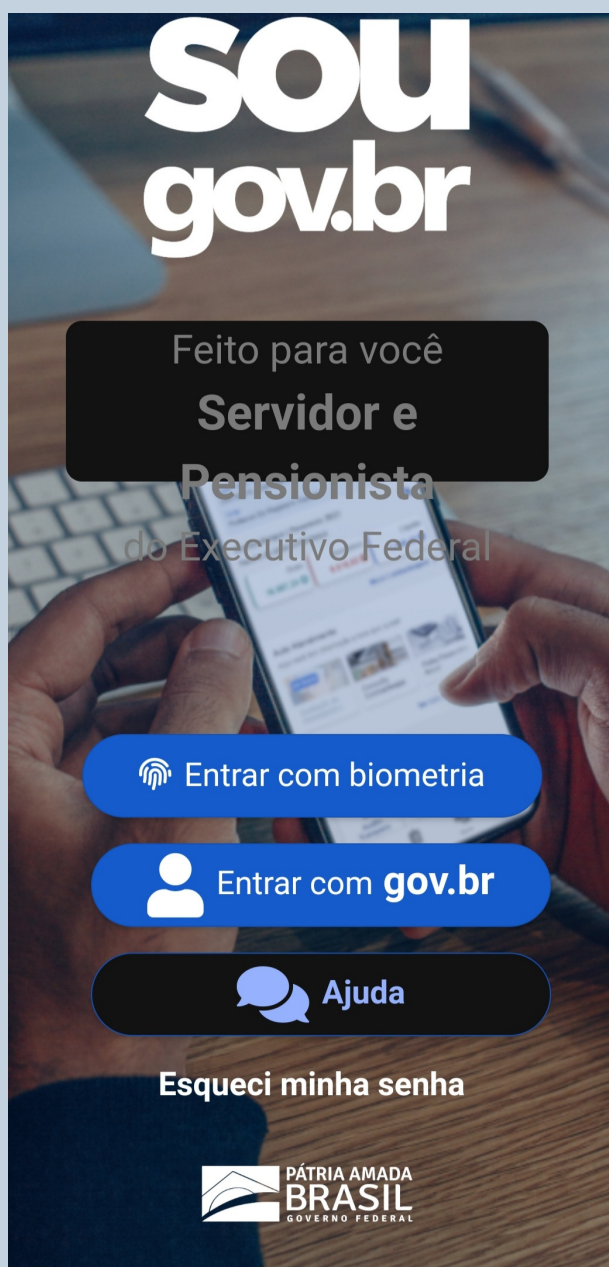 sou
gov.br
Feito para você
Servidor e
Pensionista
do Executivo Federal
Entrar com biometria
Entrar com gov.br
Ajuda
Esqueci minha senha
PÁTRIA AMADA
BRASIL
GOVERNO FEDERAL